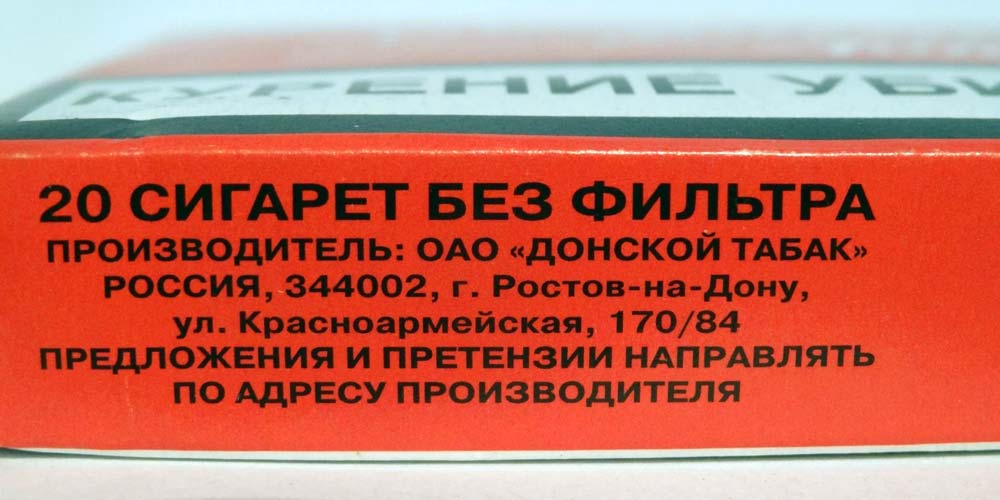 КУРЕНИЕ
20 СИГАРЕТ БЕЗ ФИЛЬТРА
ПРОИЗВОДИТЕЛЬ: ОАО «ДОНСКОЙ ТАБАК»
РОССИЯ, 344002, г. Ростов-на-Дону,
ул. Красноармейская, 170/84
ПРЕДЛОЖЕНИЯ И ПРЕТЕНЗИИ НАПРАВЛЯТЬ
ПО АДРЕСУ ПРОИЗВОДИТЕЛЯ